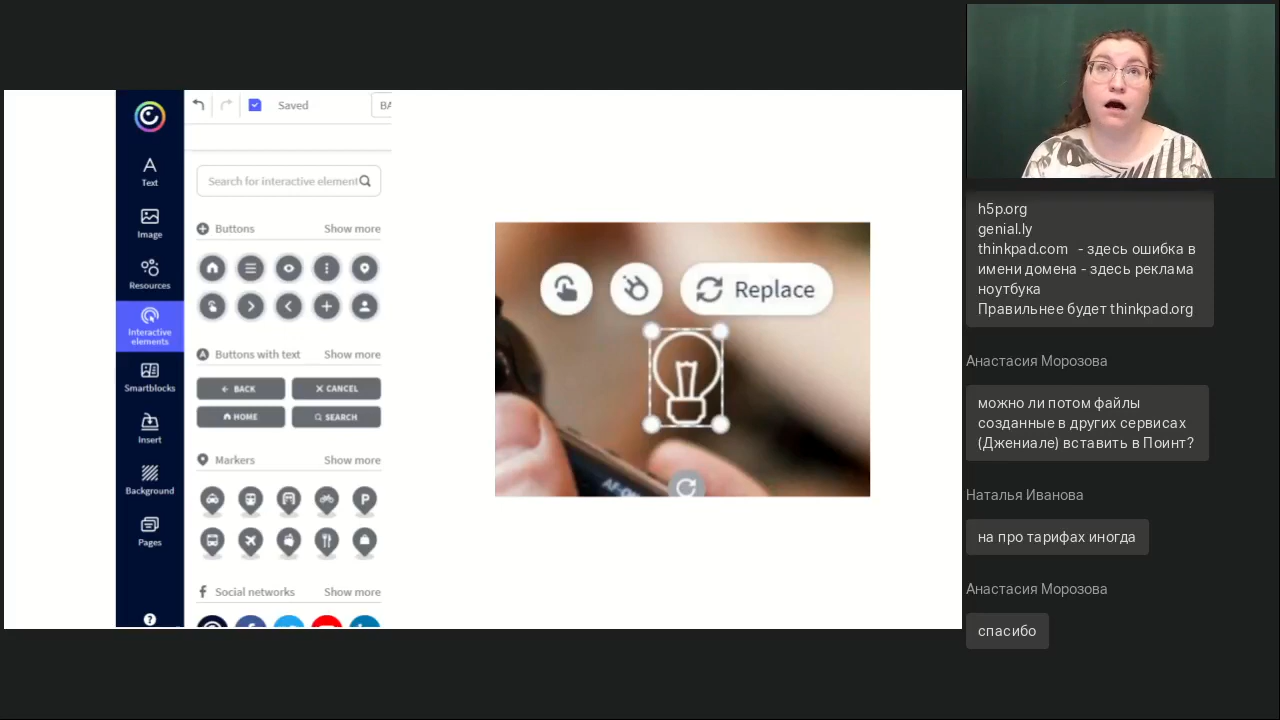 Saved
BA
Text
Image
Resources
Interactive
elements
Smartblocks
Insert
Background
Pages
Search for interactive element
Buttons Show more
Buttons with text Show more
BACK
CANCEL
HOME
SEARCH
Markers Show more
P
Social networks Show more
Replace
AF-ON
h5p.org
genial.ly
thinkpad.com - здесь ошибка в
имени домена - здесь реклама
ноутбука
Правильнее будет thinkpad.org
Анастасия Морозова
можно ли потом файлы
созданные в других сервисах
(Джениале) вставить в Поинт?
Наталья Иванова
на про тарифах иногда
Анастасия Морозова
спасибо